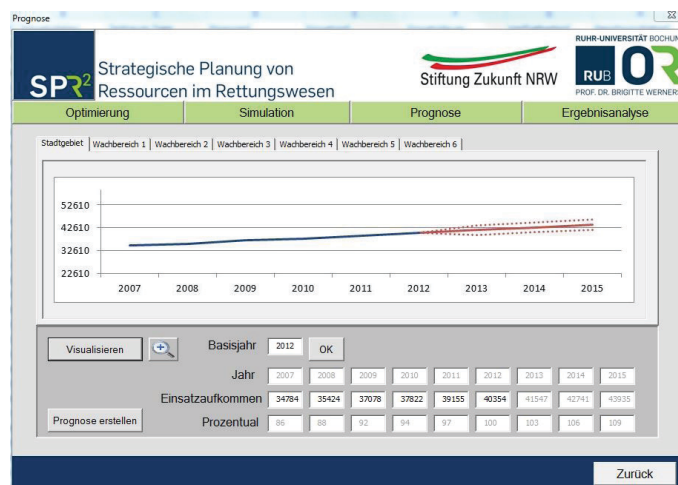 Prognose
SPR²
Strategische Planung von
Ressourcen im Rettungswesen
Stiftung Zukunft NRW
RUHR-UNIVERSITÄT BOCHUM
RUB
OR
PROF. DR. BRIGITTE WERNERS
Optimierung
Simulation
Prognose
Ergebnisanalyse
Stadtgebiet Wachbereich 1 Wachbereich 2 Wachbereich 3 Wachbereich 4 Wachbereich 5 Wachbereich 6
52610
42610
32610
22610
2007 2008 2009 2010 2011 2012 2013 2014 2015
Visualisieren
Basisjahr 2012 OK
Jahr 2007 2008 2009 2010 2011 2012 2013 2014 2015
Einsatzaufkommen 34784 35424 37078 37822 39155 40354 41547 42741 43935
Prognose erstellen
Prozentual 86 88 92 94 97 100 103 106 109
Zurück